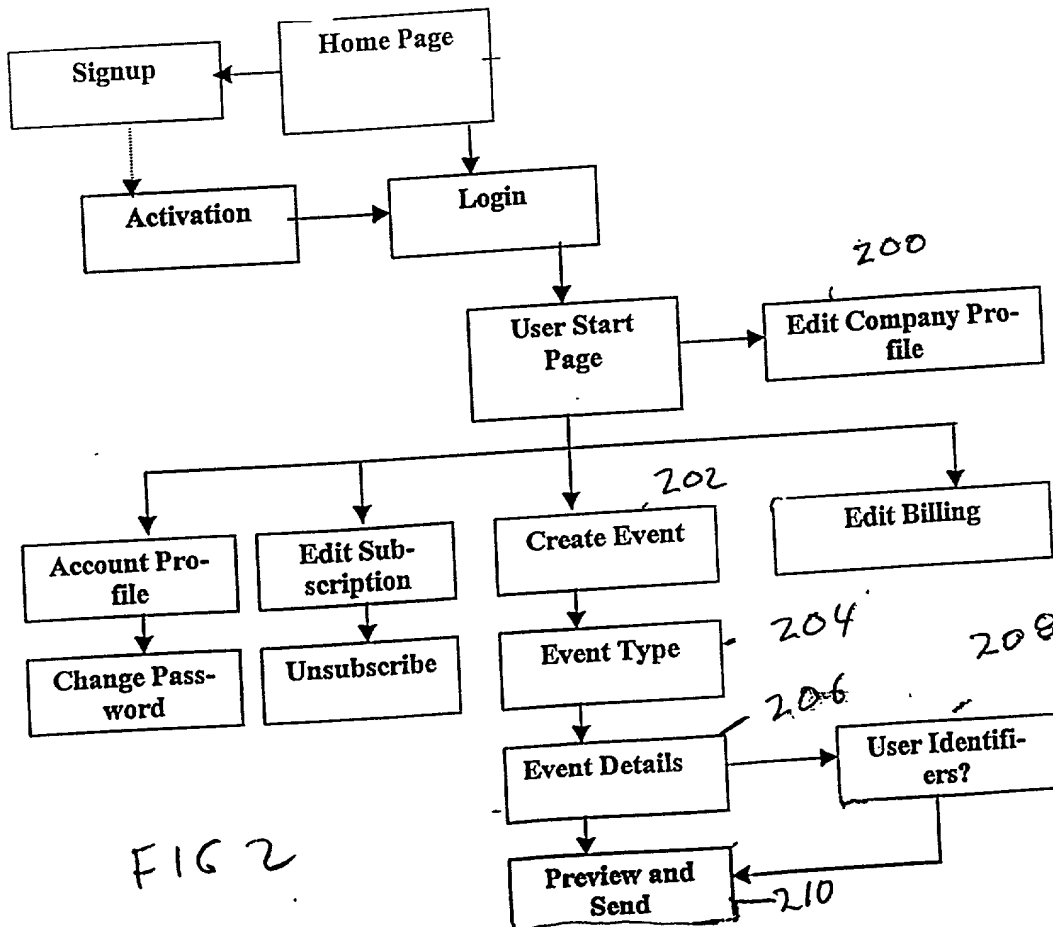 Home Page
Signup
Activation
Login
200
User Start
Page
Edit Company Pro-
file
202
Account Pro-
file
Edit Sub-
scription
Create Event
Edit Billing
Change Pass-
word
Unsubscribe
Event Type
204
208
206
Event Details
User Identifi-
ers?
FIG 2
Preview and
Send
210